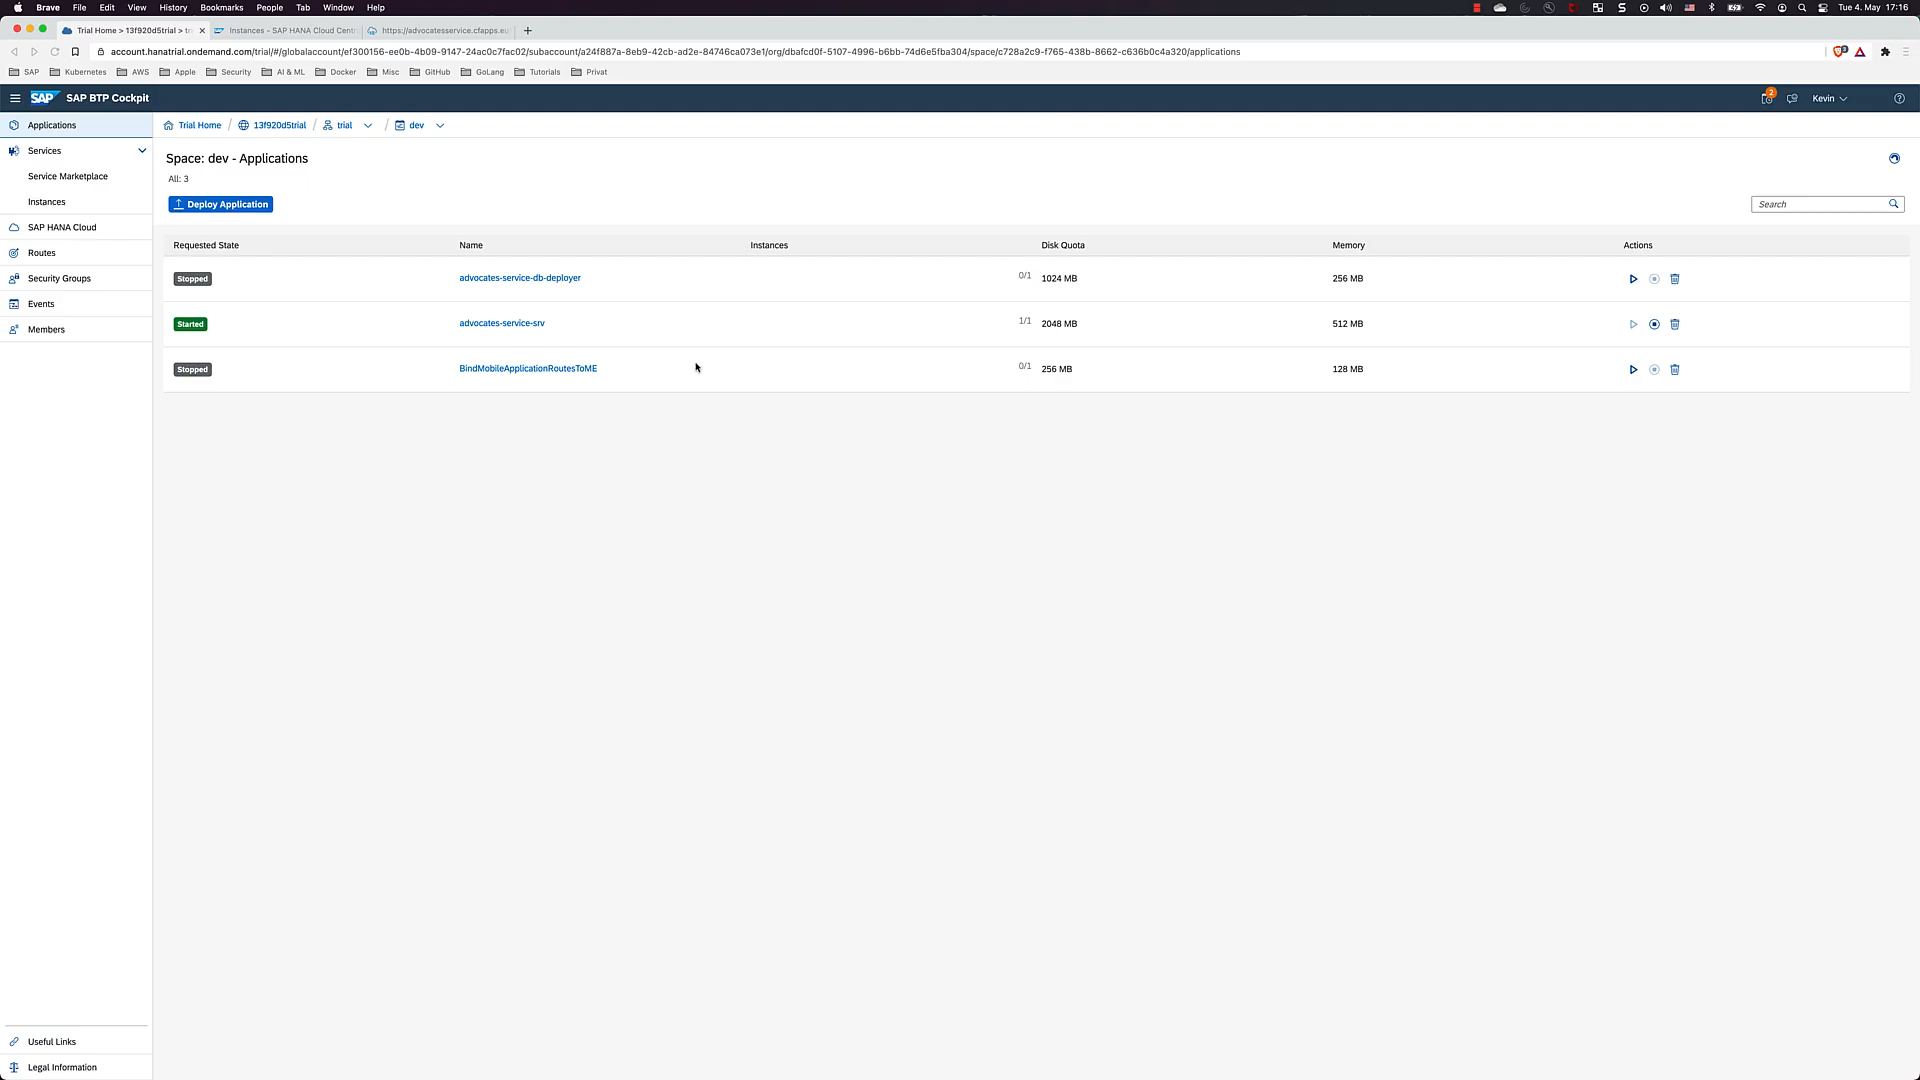 Brave File Edit View History Bookmarks People Tab Window Help Tue 4. May 17:16
Trial Home > 13f920d5trial > tr Instances – SAP HANA Cloud Centr https://advocatesservice.cfapps.eu
account.hanatrial.ondemand.com/trial/#/globalaccount/ef300156-ee0b-4b09-9147-24ac0c7fac02/subaccount/a24f887a-8eb9-42cb-ad2e-84746ca073e1/org/dbafcd0f-5107-4996-b6bb-74d6e5fba304/space/c728a2c9-f765-438b-8662-c636b0c4a320/applications
SAP Kubernetes AWS Apple Security AI & ML Docker Misc GitHub GoLang Tutorials Privat
SAP SAP BTP Cockpit 2 Kevin
Applications
Services
Service Marketplace
Instances
SAP HANA Cloud
Routes
Security Groups
Events
Members
Useful Links
Legal Information
Trial Home / 13f920d5trial / trial / dev
Space: dev - Applications
All: 3
Deploy Application Search
Requested State Name Instances Disk Quota Memory Actions
Stopped advocates-service-db-deployer 0/1 1024 MB 256 MB
Started advocates-service-srv 1/1 2048 MB 512 MB
Stopped BindMobileApplicationRoutesToME 0/1 256 MB 128 MB